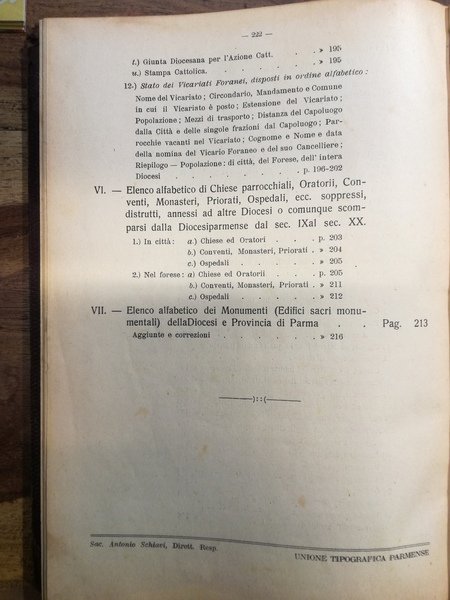 — 222 —
t.) Giunta Diocesana per l'Azione Catt. . . . » 195
u.) Stampa Cattolica. . . . . . . » 195
12.) Stato dei Vicariati Foranei, disposti in ordine alfabetico:
Nome del Vicariato; Circondario, Mandamento e Comune
in cui il Vicariato è posto; Estensione del Vicariato;
Popolazione; Mezzi di trasporto; Distanza del Capoluogo
dalla Città e delle singole frazioni dal Capoluogo; Par-
rocchie vacanti nel Vicariato; Cognome e Nome e data
della nomina del Vicario Foraneo e del suo Cancelliere;
Riepilogo — Popolazione: di città, del Forese, dell' intera
Diocesi . . . . . . . . p. 196-202
VI. — Elenco alfabetico di Chiese parrocchiali, Oratorii, Con-
venti, Monasteri, Priorati, Ospedali, ecc. soppressi,
distrutti, annessi ad altre Diocesi o comunque scom-
parsi dalla Diocesiparmense dal sec. IXal sec. XX.
1.) In città: a.) Chiese ed Oratori . . . . p. 203
b.) Conventi, Monasteri, Priorati . » 204
c.) Ospedali . . . . . » 205
2.) Nel forese: a) Chiese ed Oratorii . . . . p. 205
b.) Conventi, Monasteri, Priorati . » 211
c.) Ospedali . . . . . » 212
VII. — Elenco alfabetico dei Monumenti (Edifici sacri monu-
mentali) dellaDiocesi e Provincia di Parma . . Pag. 213
Aggiunte e correzioni . . . . . . . » 216
———):​:(———
Sac. Antonio Schiavi, Dirett. Resp.
UNIONE TIPOGRAFICA PARMENSE